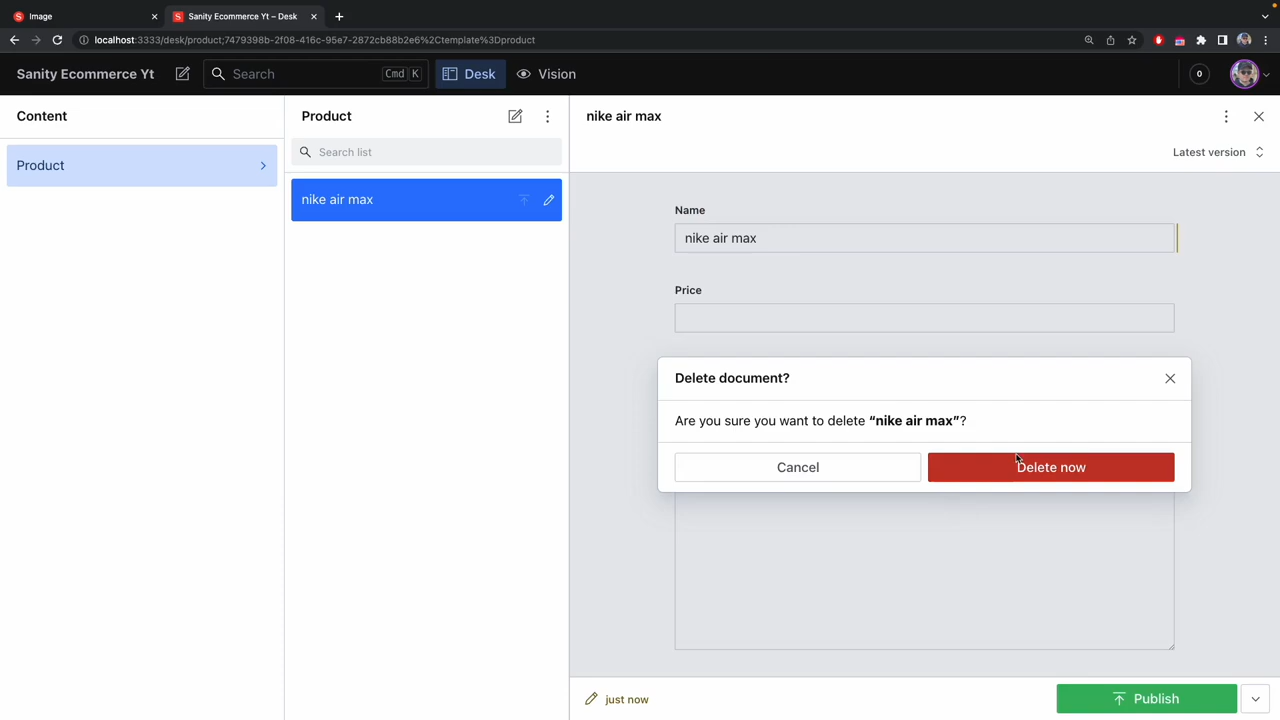 Image
Sanity Ecommerce Yt – Desk
localhost:3333/desk/product;7479398b-2f08-416c-95e7-2872cb88b2e6%2Ctemplate%3Dproduct
Sanity Ecommerce Yt
Search
Cmd K
Desk
Vision
0
Content
Product
nike air max
Search list
Latest version
Product
nike air max
Name
nike air max
Price
Delete document?
Are you sure you want to delete “nike air max”?
Cancel
Delete now
just now
Publish